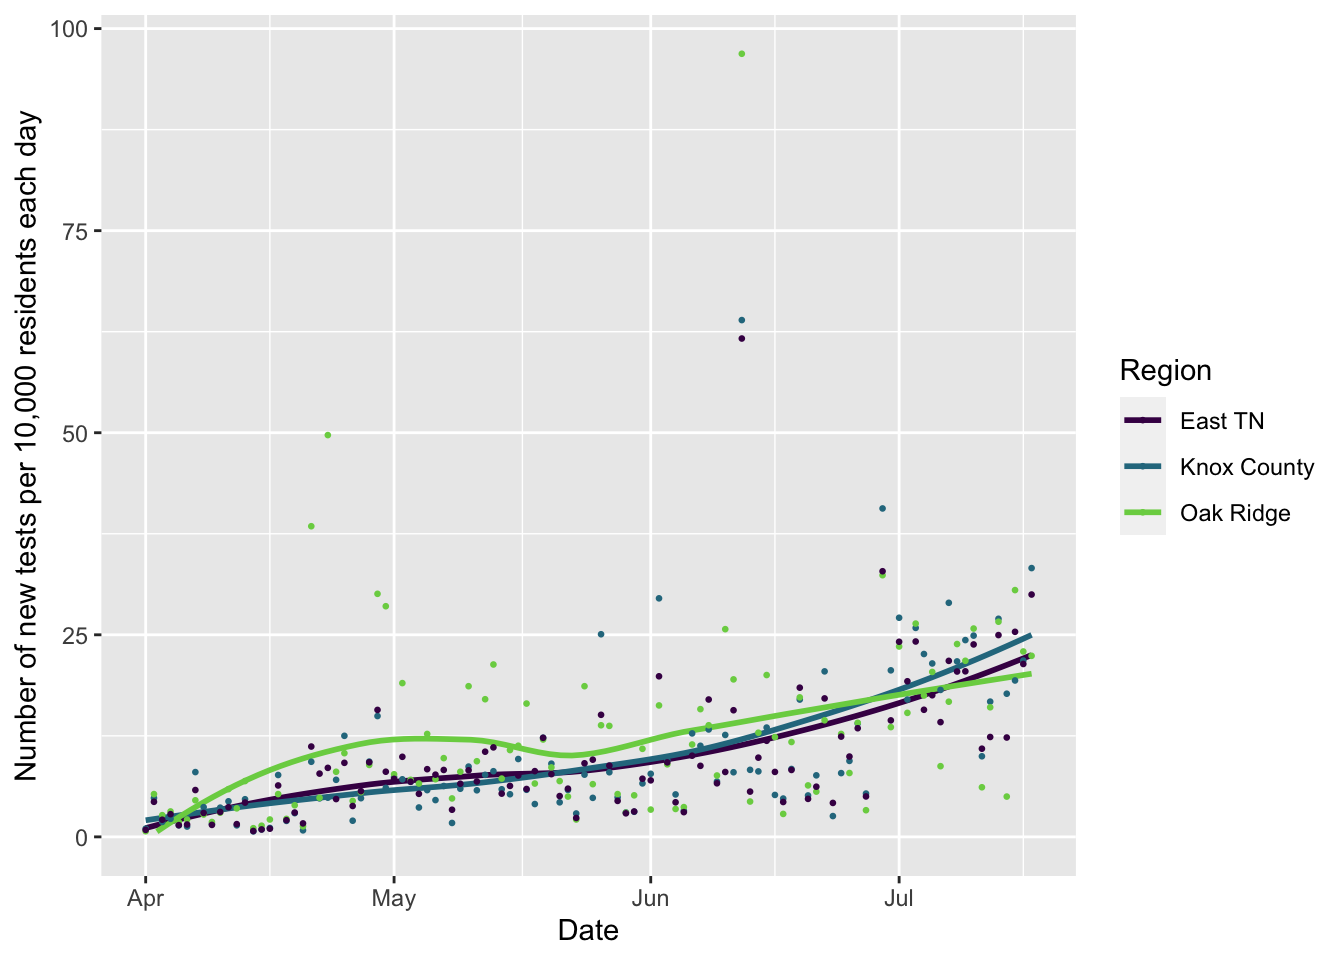 Number of new tests per 10,000 residents each day
100
75
50
25
0
Apr
May
Jun
Jul
Date
Region
East TN
Knox County
Oak Ridge